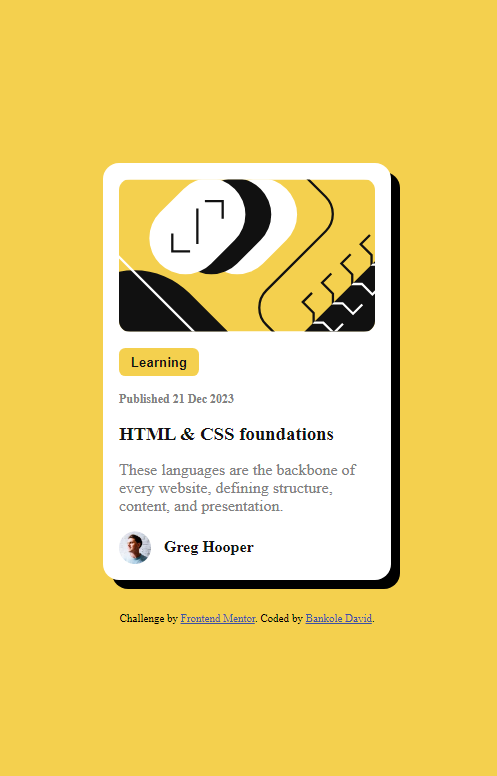 Learning
Published 21 Dec 2023
HTML & CSS foundations
These languages are the backbone of
every website, defining structure,
content, and presentation.
Greg Hooper
Challenge by Frontend Mentor. Coded by Bankole David.